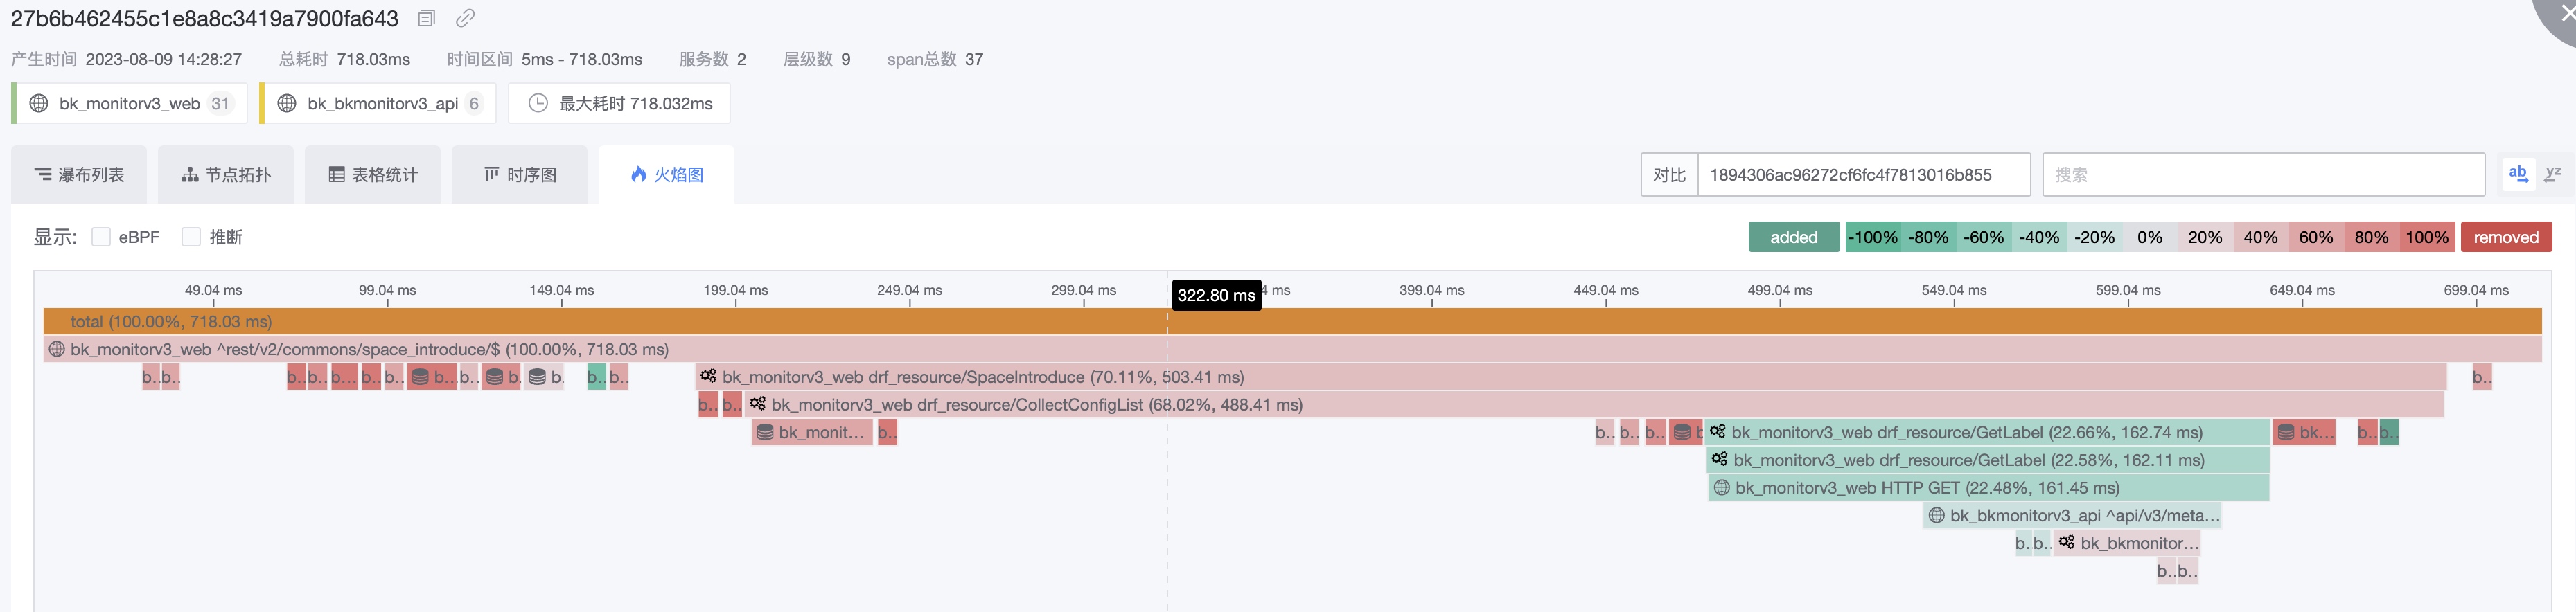 27b6b462455c1e8a8c3419a7900fa643
产生时间 2023-08-09 14:28:27 总耗时 718.03ms 时间区间 5ms - 718.03ms 服务数 2 层级数 9 span总数 37
bk_monitorv3_web 31 bk_bkmonitorv3_api 6 最大耗时 718.032ms
瀑布列表 节点拓扑 表格统计 时序图 火焰图 对比 1894306ac96272cf6fc4f7813016b855 搜索 ab yz
显示: eBPF 推断 added -100% -80% -60% -40% -20% 0% 20% 40% 60% 80% 100% removed
49.04 ms 99.04 ms 149.04 ms 199.04 ms 249.04 ms 299.04 ms 322.80 ms 4 ms 399.04 ms 449.04 ms 499.04 ms 549.04 ms 599.04 ms 649.04 ms 699.04 ms
total (100.00%, 718.03 ms)
bk_monitorv3_web ^rest/v2/commons/space_introduce/$ (100.00%, 718.03 ms)
b.. b.. b.. b.. b... b.. b.. b... b.. b. b. b.. b.. bk_monitorv3_web drf_resource/SpaceIntroduce (70.11%, 503.41 ms) b..
b.. b.. bk_monitorv3_web drf_resource/CollectConfigList (68.02%, 488.41 ms)
bk_monit... b.. b.. b.. b.. b bk_monitorv3_web drf_resource/GetLabel (22.66%, 162.74 ms) bk... b.. b..
bk_monitorv3_web drf_resource/GetLabel (22.58%, 162.11 ms)
bk_monitorv3_web HTTP GET (22.48%, 161.45 ms)
bk_bkmonitorv3_api ^api/v3/meta...
b.. b.. bk_bkmonitor...
b.. b..